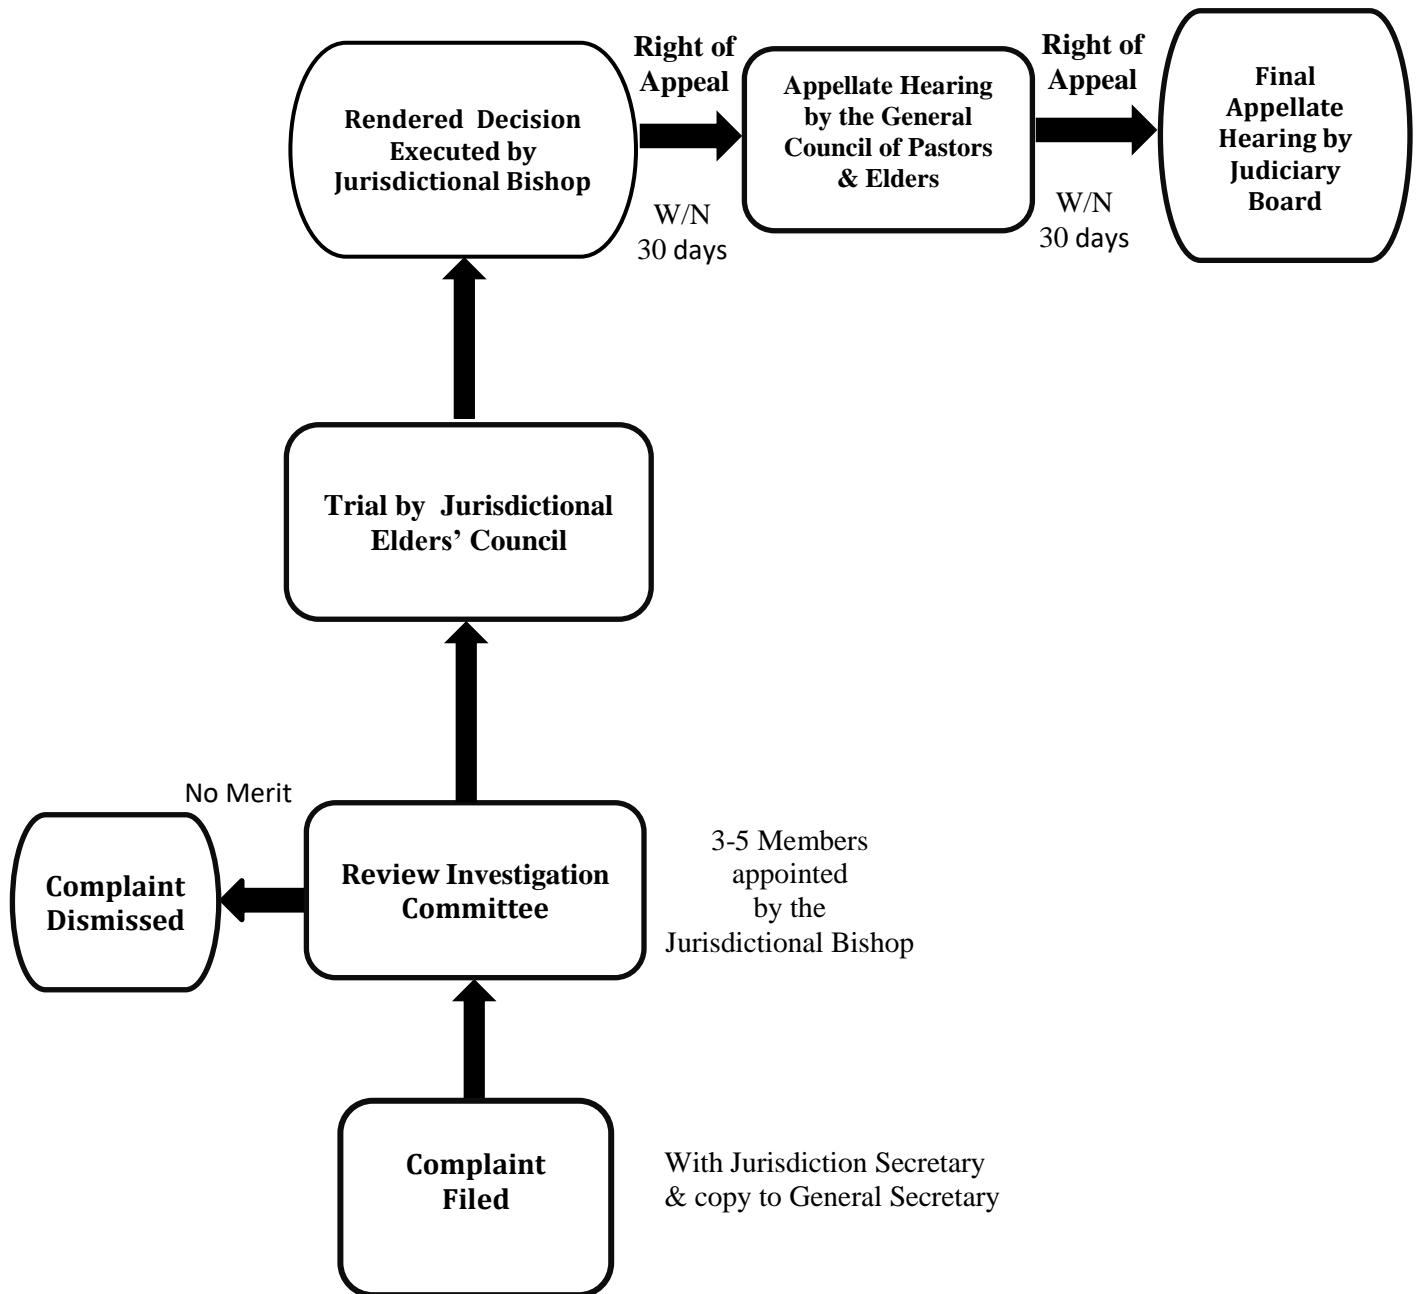 Rendered Decision
Executed by
Jurisdictional Bishop
Right of
Appeal
W/N
30 days
Appellate Hearing
by the General
Council of Pastors
& Elders
Right of
Appeal
W/N
30 days
Final
Appellate
Hearing by
Judiciary
Board
Trial by Jurisdictional
Elders’ Council
No Merit
Complaint
Dismissed
Review Investigation
Committee
3-5 Members
appointed
by the
Jurisdictional Bishop
Complaint
Filed
With Jurisdiction Secretary
& copy to General Secretary